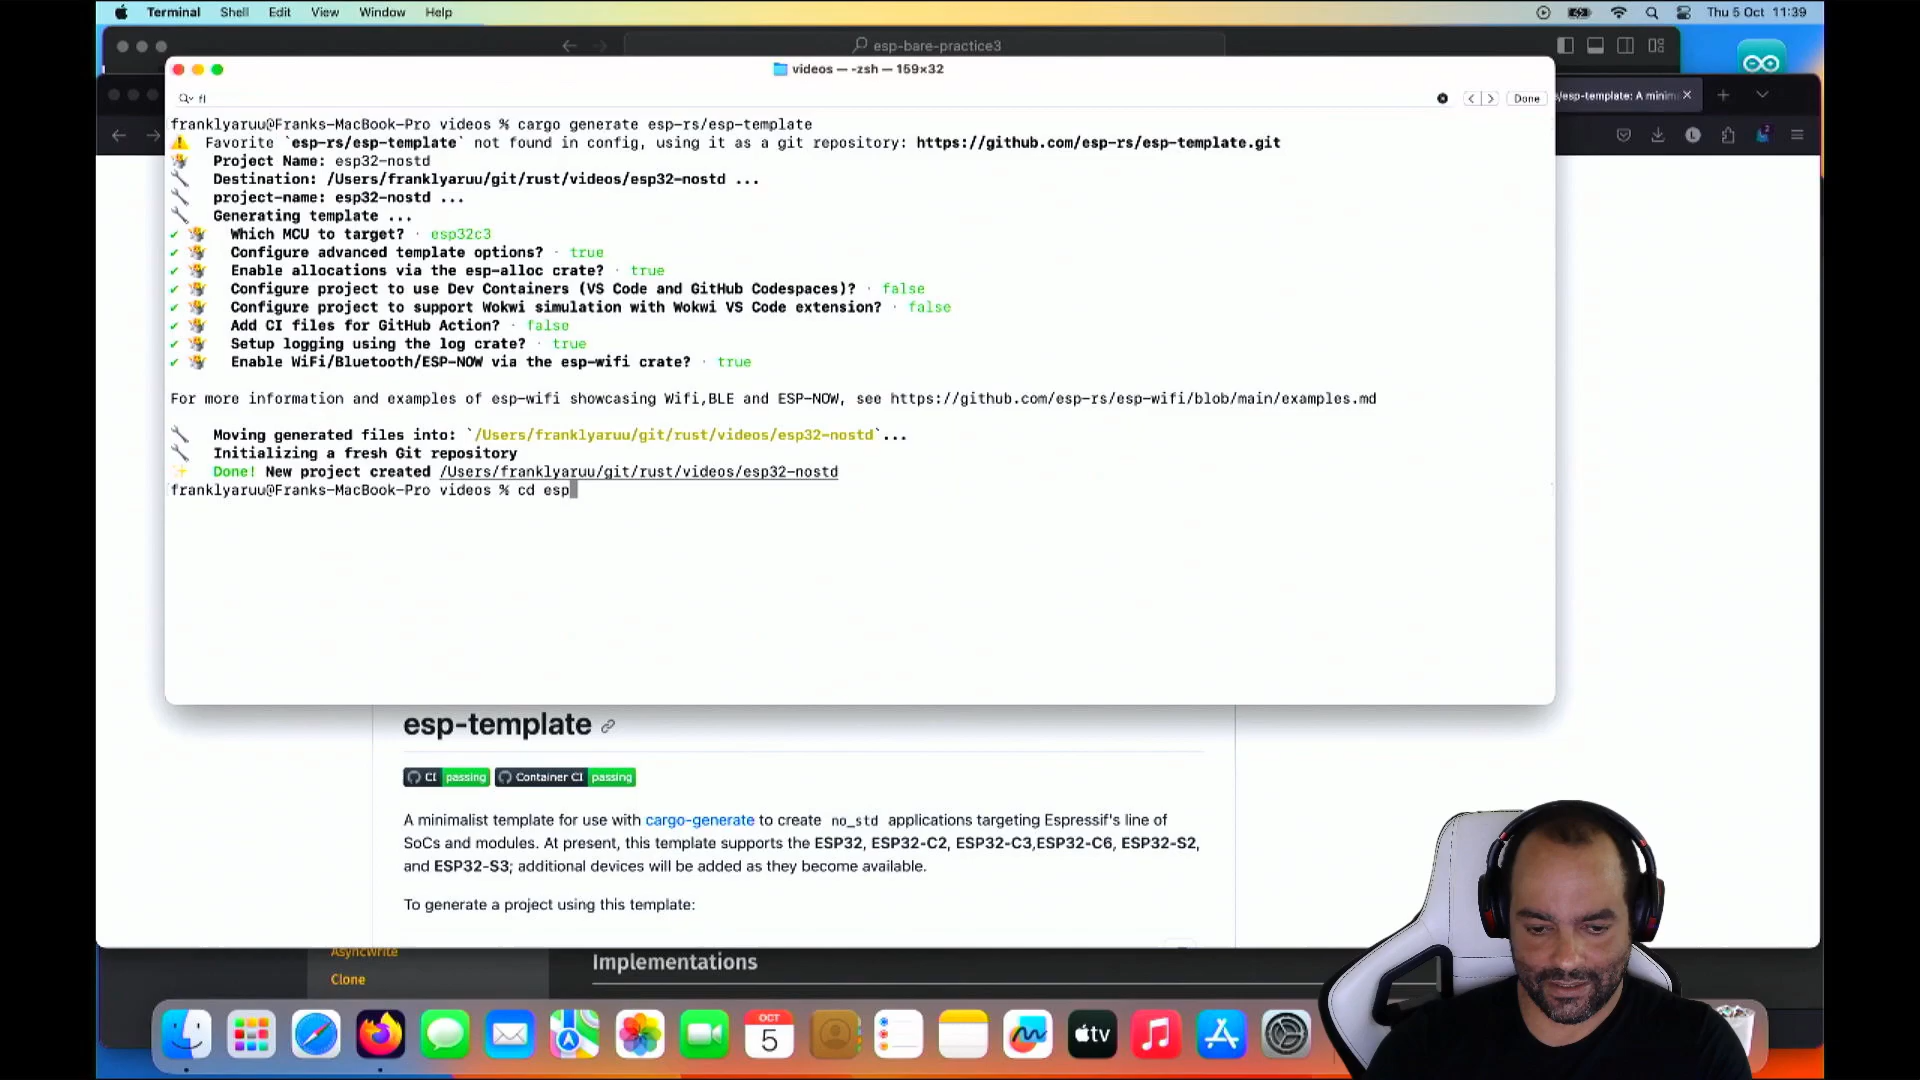 Terminal Shell Edit View Window Help
Thu 5 Oct 11:39
esp-bare-practice3
videos — -zsh — 159×32
fl
Done
/esp-template: A minim
franklyaruu@Franks-MacBook-Pro videos % cargo generate esp-rs/esp-template
Favorite `esp-rs/esp-template` not found in config, using it as a git repository: https://github.com/esp-rs/esp-template.git
Project Name: esp32-nostd
Destination: /Users/franklyaruu/git/rust/videos/esp32-nostd ...
project-name: esp32-nostd ...
Generating template ...
Which MCU to target? · esp32c3
Configure advanced template options? · true
Enable allocations via the esp-alloc crate? · true
Configure project to use Dev Containers (VS Code and GitHub Codespaces)? · false
Configure project to support Wokwi simulation with Wokwi VS Code extension? · false
Add CI files for GitHub Action? · false
Setup logging using the log crate? · true
Enable WiFi/Bluetooth/ESP-NOW via the esp-wifi crate? · true
For more information and examples of esp-wifi showcasing Wifi,BLE and ESP-NOW, see https://github.com/esp-rs/esp-wifi/blob/main/examples.md
Moving generated files into: `/Users/franklyaruu/git/rust/videos/esp32-nostd`...
Initializing a fresh Git repository
Done! New project created /Users/franklyaruu/git/rust/videos/esp32-nostd
franklyaruu@Franks-MacBook-Pro videos % cd esp
esp-template
CI passing Container CI passing
A minimalist template for use with cargo-generate to create no_std applications targeting Espressif's line of
SoCs and modules. At present, this template supports the ESP32, ESP32-C2, ESP32-C3,ESP32-C6, ESP32-S2,
and ESP32-S3; additional devices will be added as they become available.
To generate a project using this template:
AsyncWrite
Clone
Implementations
OCT
5
tv